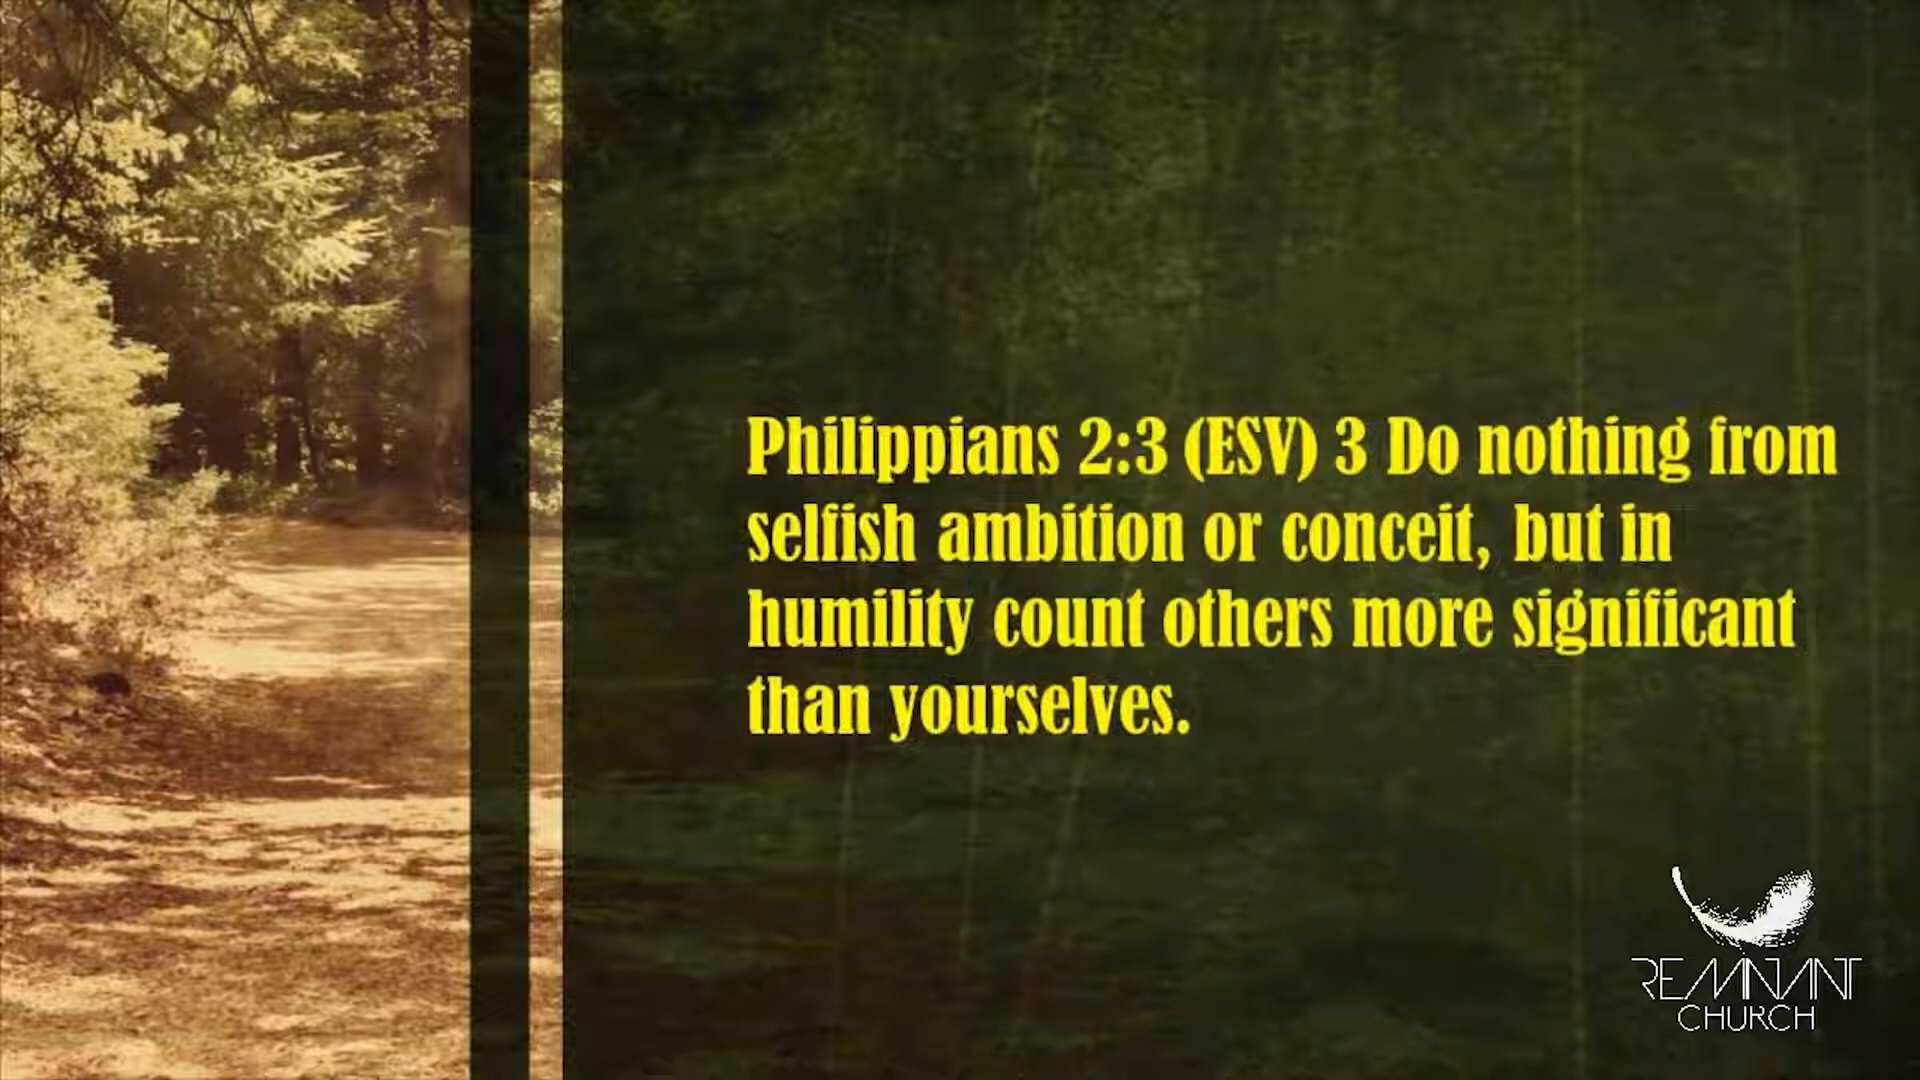 Philippians 2:3 (ESV) 3 Do nothing from
selfish ambition or conceit, but in
humility count others more significant
than yourselves.
REMNANT
CHURCH